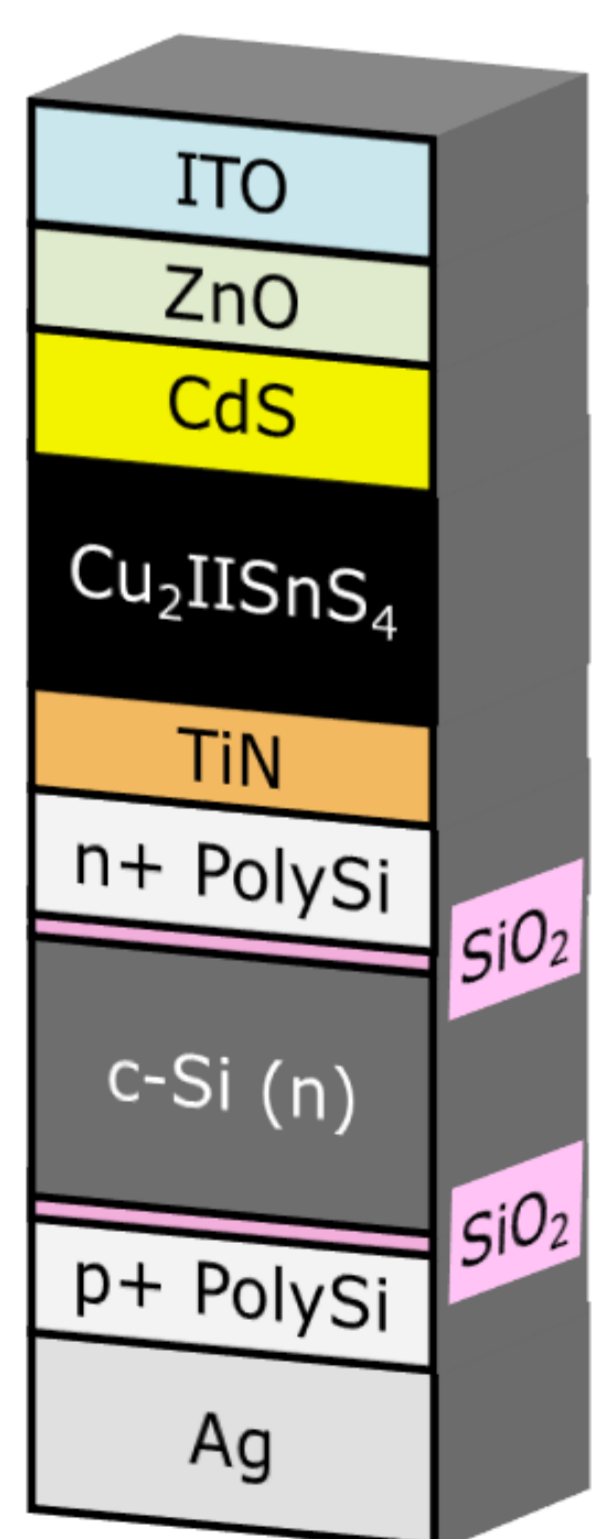 ITO
ZnO
CdS
Cu₂IISnS₄
TiN
n+ PolySi
SiO₂
c-Si (n)
SiO₂
p+ PolySi
Ag